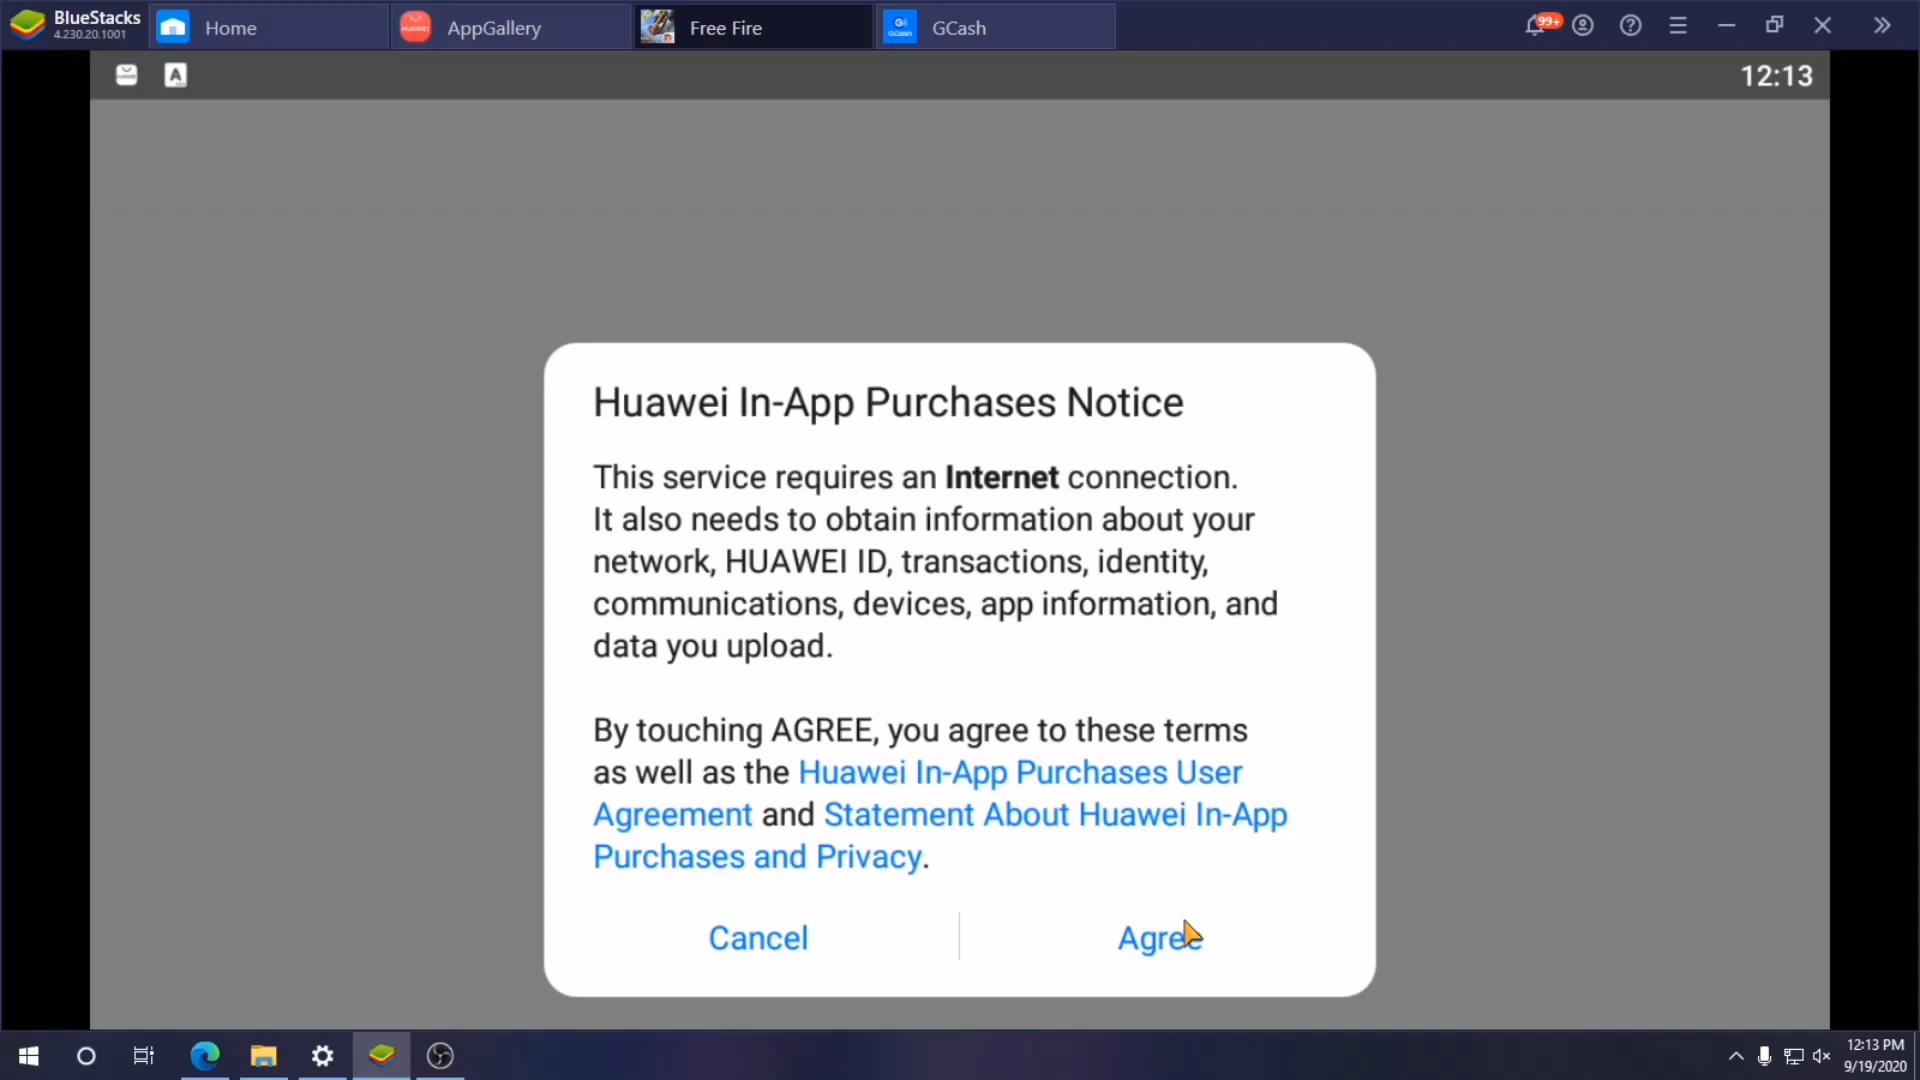 BlueStacks
4.230.20.1001
Home
HUAWEI
AppGallery
Free Fire
G)
GCash
GCash
99+
A
12:13
Huawei In-App Purchases Notice
This service requires an Internet connection.
It also needs to obtain information about your
network, HUAWEI ID, transactions, identity,
communications, devices, app information, and
data you upload.
By touching AGREE, you agree to these terms
as well as the Huawei In-App Purchases User
Agreement and Statement About Huawei In-App
Purchases and Privacy.
Cancel
Agree
12:13 PM
9/19/2020